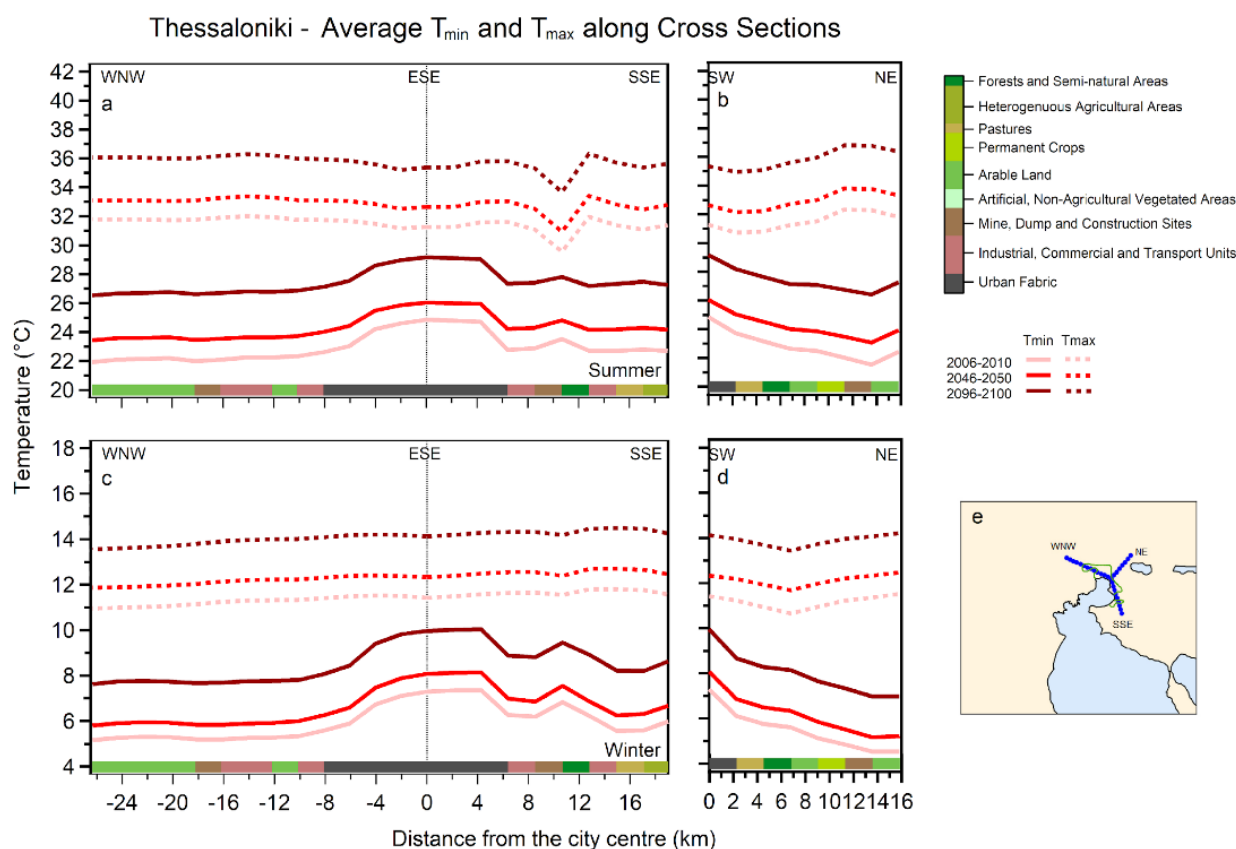 Thessaloniki - Average Tmin and Tmax along Cross Sections
Temperature (°C)
WNW ESE SSE
a
42
40
38
36
34
32
30
28
26
24
22
20
Summer
SW NE
b
Forests and Semi-natural Areas
Heterogenuous Agricultural Areas
Pastures
Permanent Crops
Arable Land
Artificial, Non-Agricultural Vegetated Areas
Mine, Dump and Construction Sites
Industrial, Commercial and Transport Units
Urban Fabric
Tmin Tmax
2006-2010
2046-2050
2096-2100
WNW ESE SSE
c
18
16
14
12
10
8
6
4
Winter
-24 -20 -16 -12 -8 -4 0 4 8 12 16
SW NE
d
0 2 4 6 8 10 12 14 16
Distance from the city centre (km)
e
WNW
NE
SSE